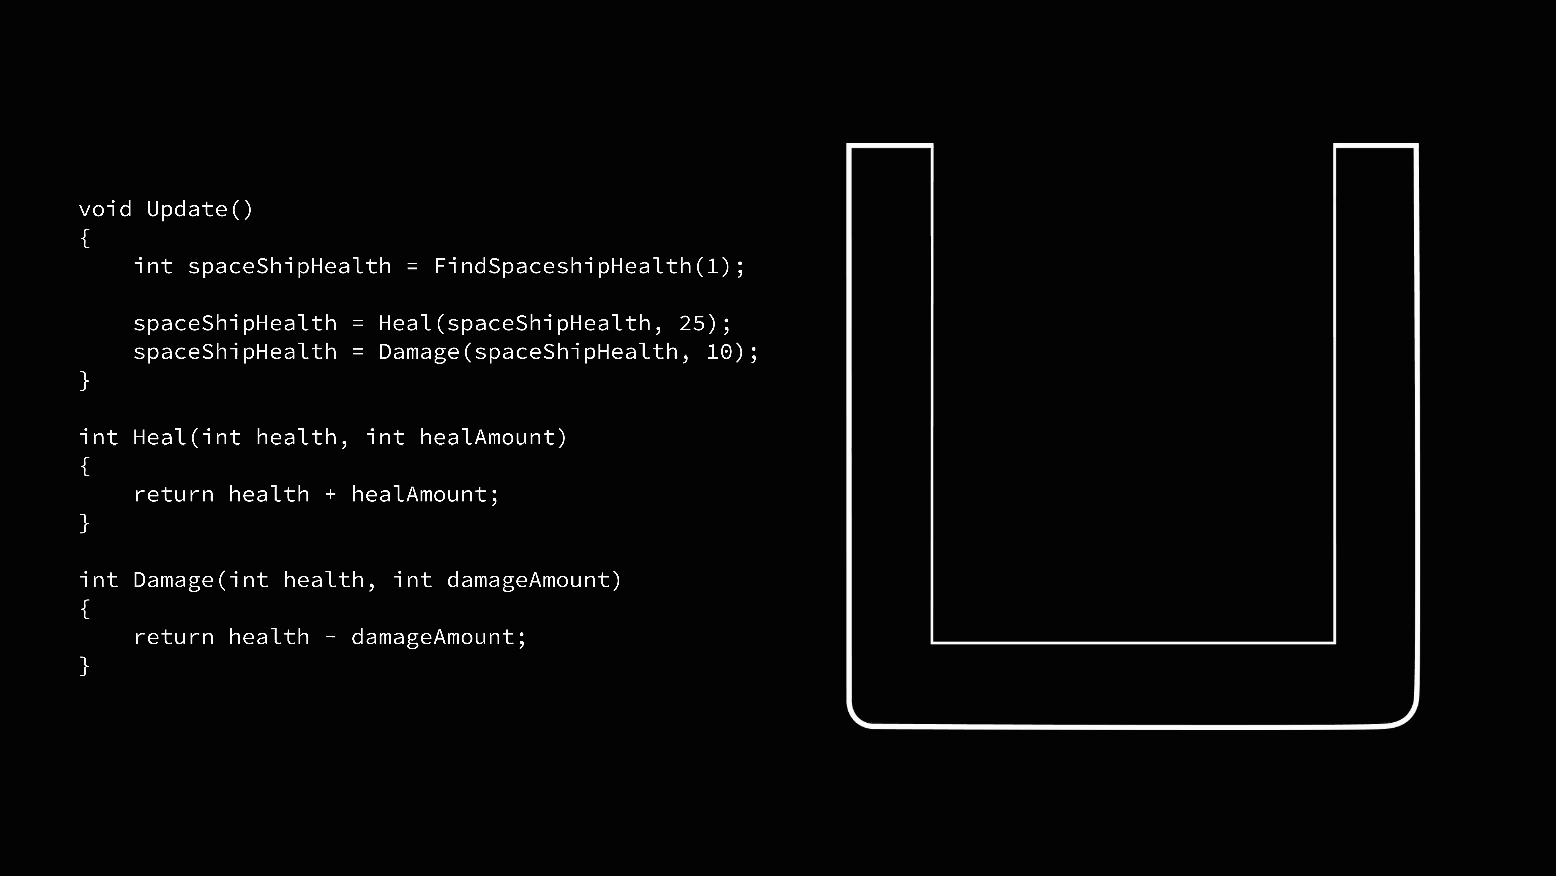 void Update()
{
    int spaceShipHealth = FindSpaceshipHealth(1);
    spaceShipHealth = Heal(spaceShipHealth, 25);
    spaceShipHealth = Damage(spaceShipHealth, 10);
}
int Heal(int health, int healAmount)
{
    return health + healAmount;
}
int Damage(int health, int damageAmount)
{
    return health - damageAmount;
}